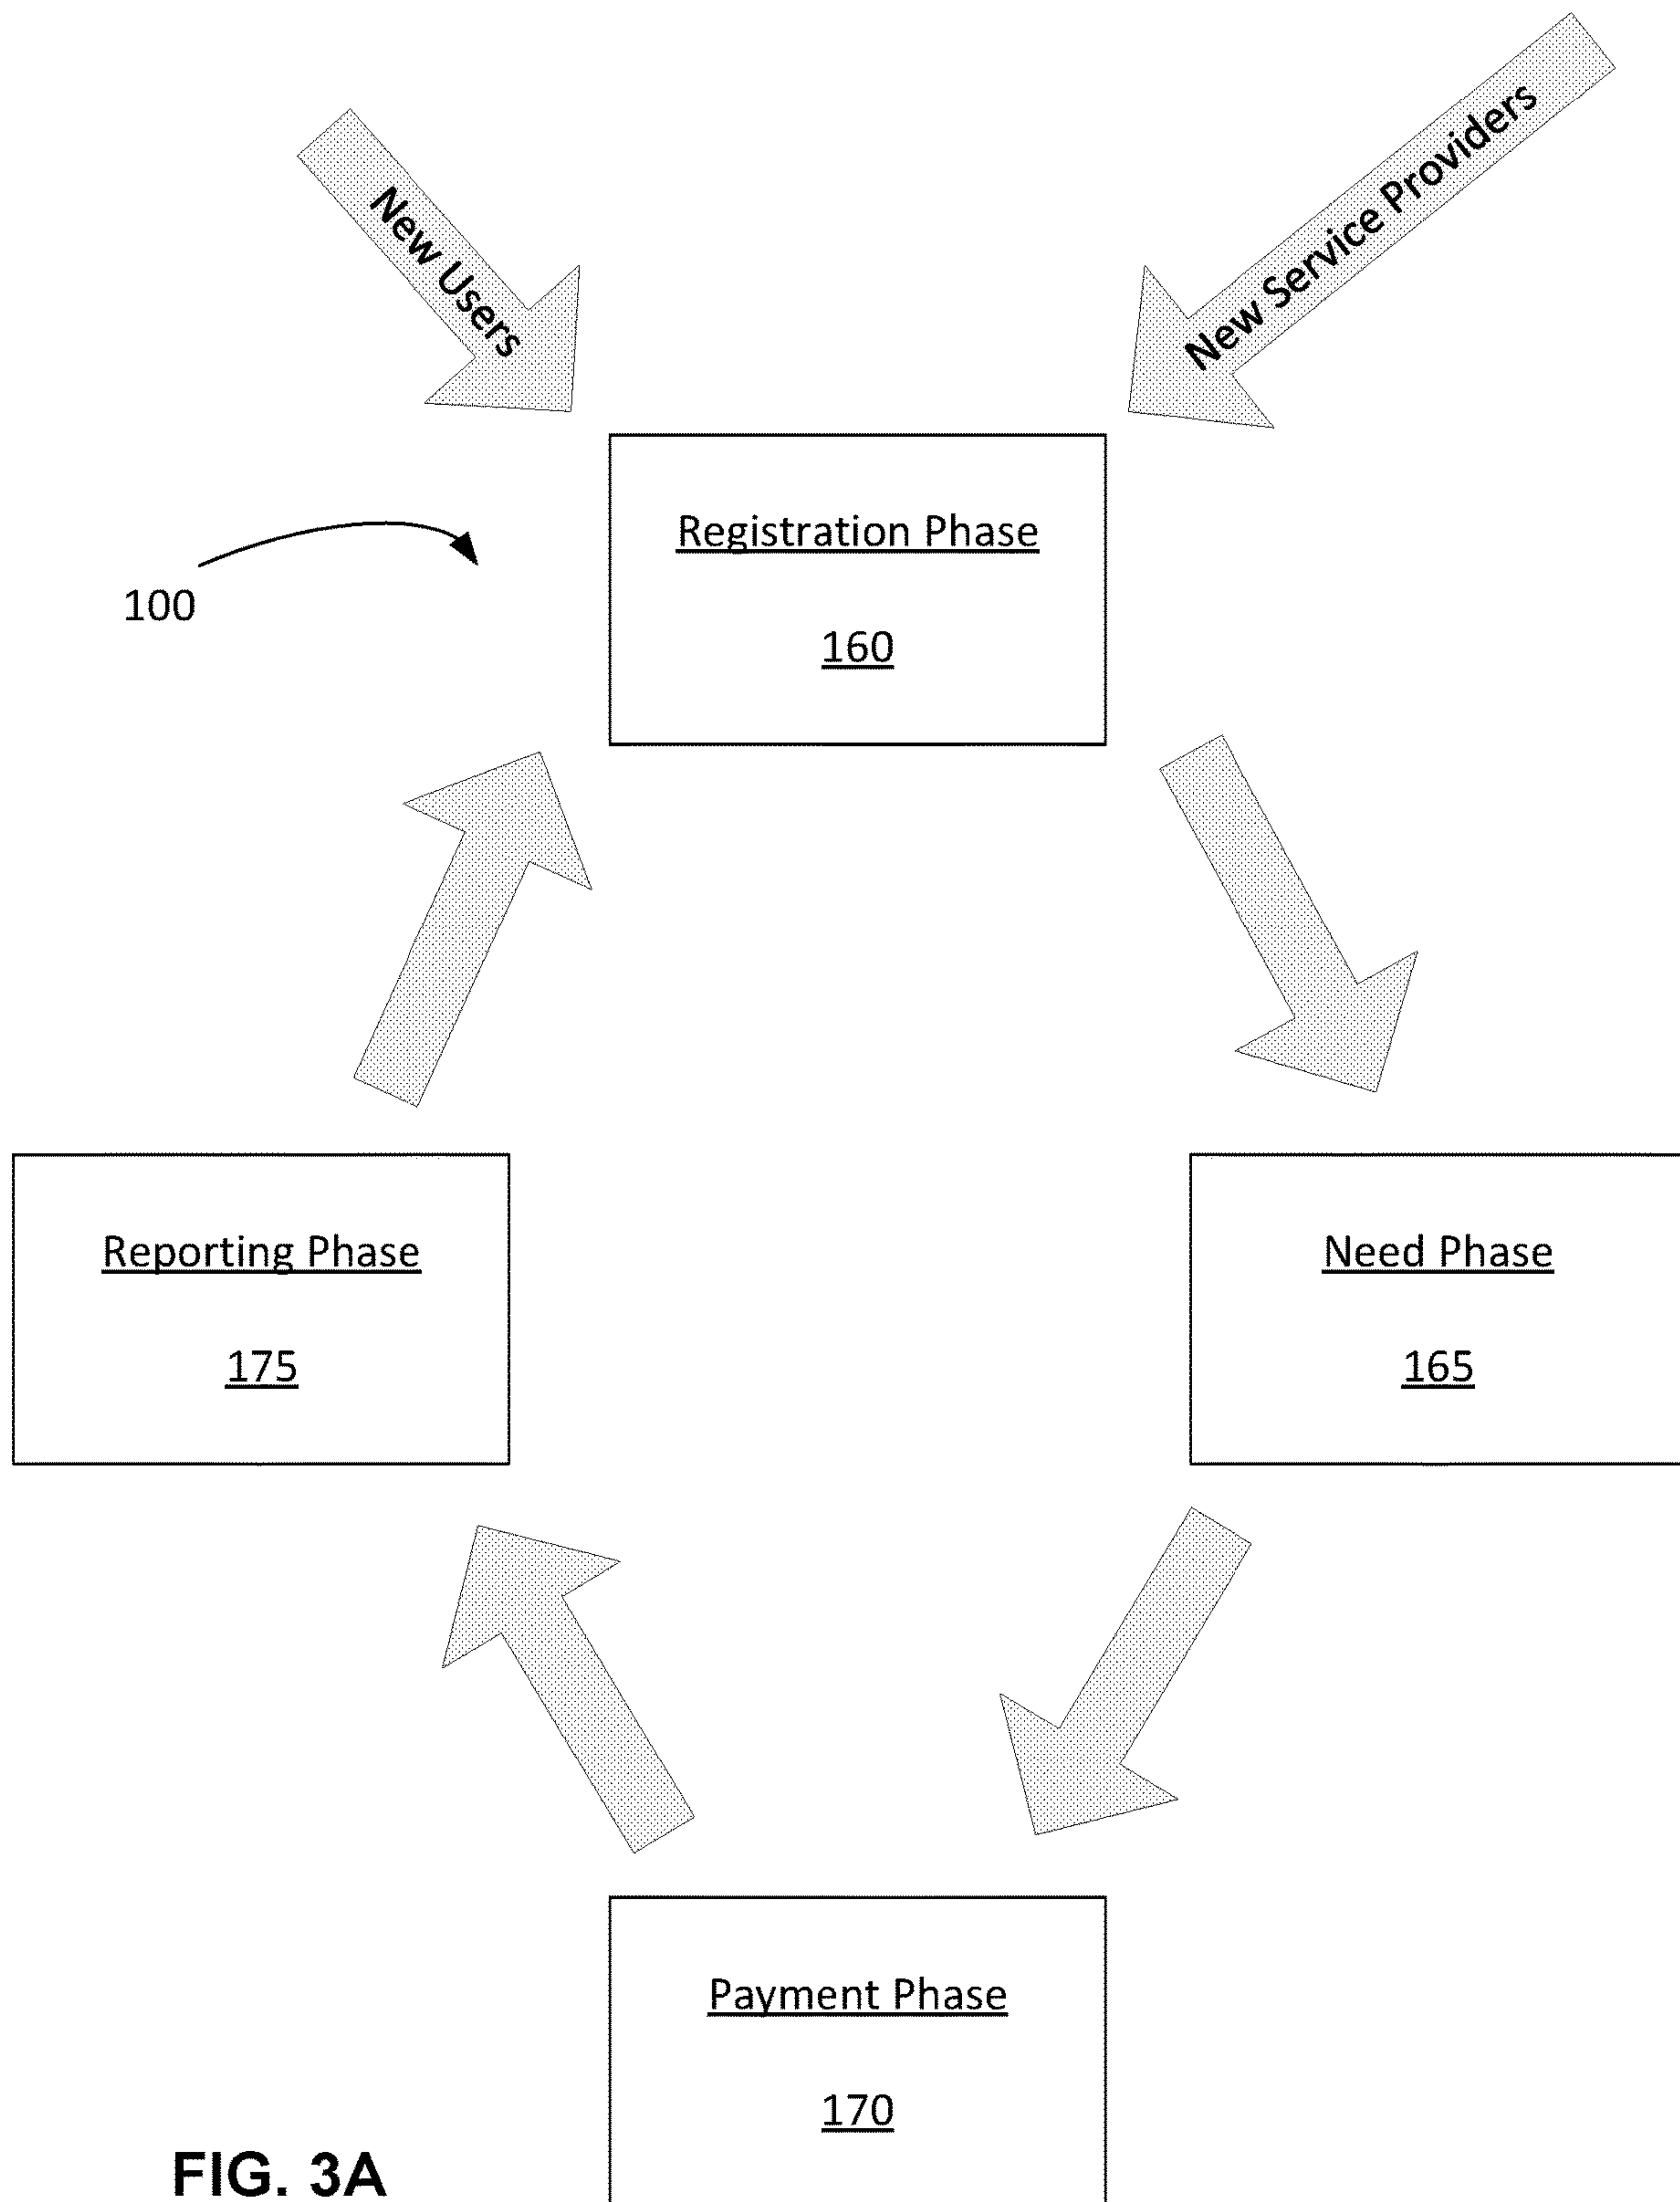 New Users
New Service Providers
Registration Phase
100
160
Reporting Phase
Need Phase
175
165
Payment Phase
170
FIG. 3A